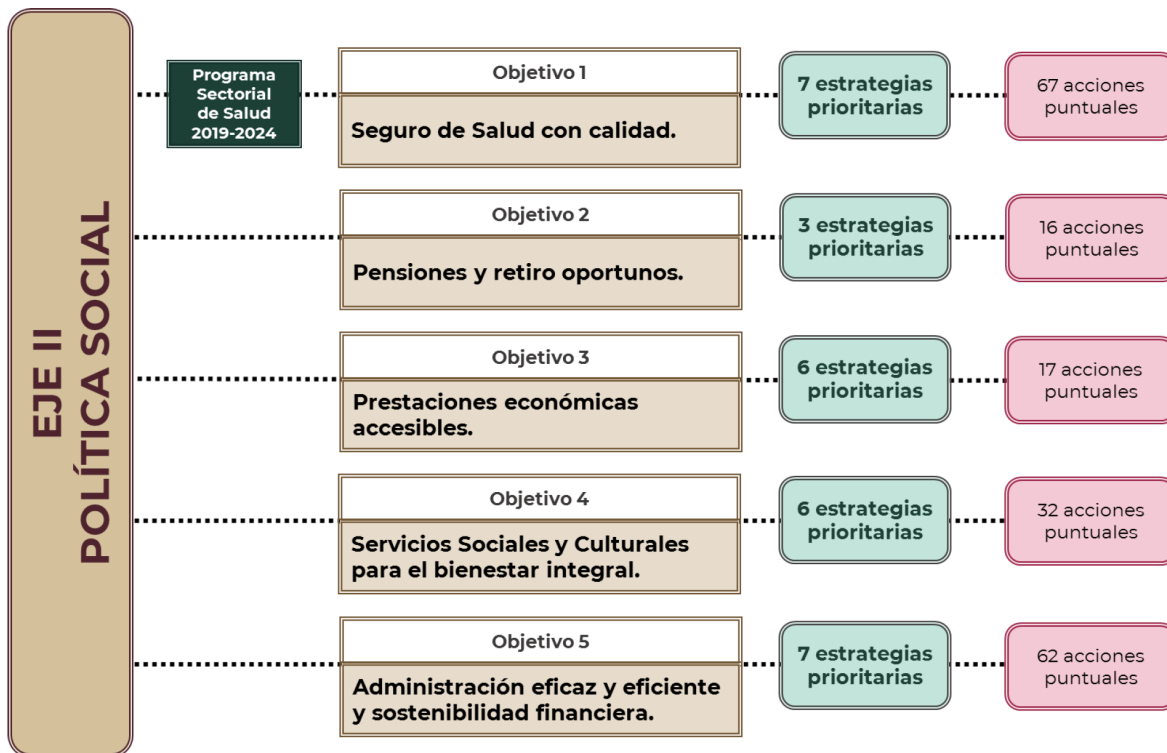 EJE II
POLÍTICA SOCIAL
Programa
Sectorial
de Salud
2019-2024
Objetivo 1
Seguro de Salud con calidad.
7 estrategias
prioritarias
67 acciones
puntuales
Objetivo 2
Pensiones y retiro oportunos.
3 estrategias
prioritarias
16 acciones
puntuales
Objetivo 3
Prestaciones económicas
accesibles.
6 estrategias
prioritarias
17 acciones
puntuales
Objetivo 4
Servicios Sociales y Culturales
para el bienestar integral.
6 estrategias
prioritarias
32 acciones
puntuales
Objetivo 5
Administración eficaz y eficiente
y sostenibilidad financiera.
7 estrategias
prioritarias
62 acciones
puntuales